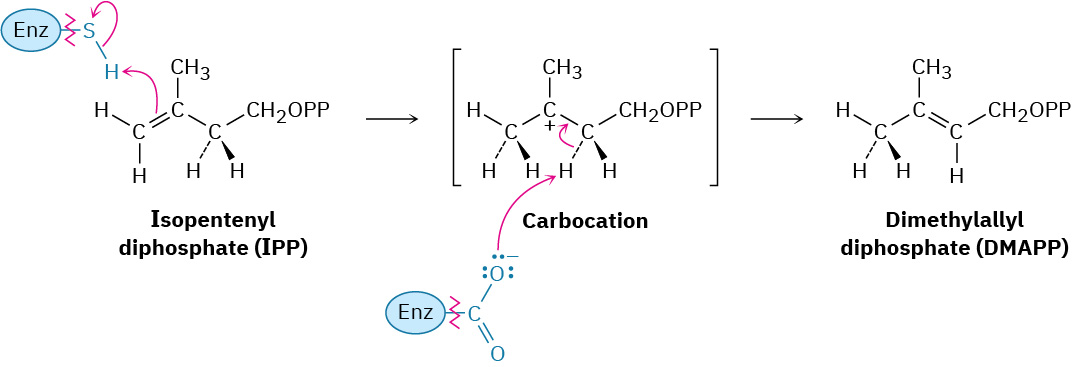 Enz
S
H
CH3
H
C
C
CH2OPP
C
H
H
H
CH3
H
C
+
CH2OPP
C
C
H
H
H
H
CH3
H
C
CH2OPP
C
C
H
H
H
Isopentenyl
diphosphate (IPP)
Carbocation
Dimethylallyl
diphosphate (DMAPP)
O
−
Enz
C
O